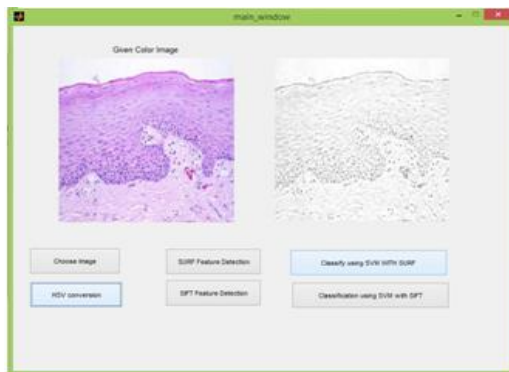 main_window
Given Color Image
Choose Image
SURF Feature Detection
Classify using SVM WITH SURF
HSV conversion
SIFT Feature Detection
Classification using SVM with SIFT